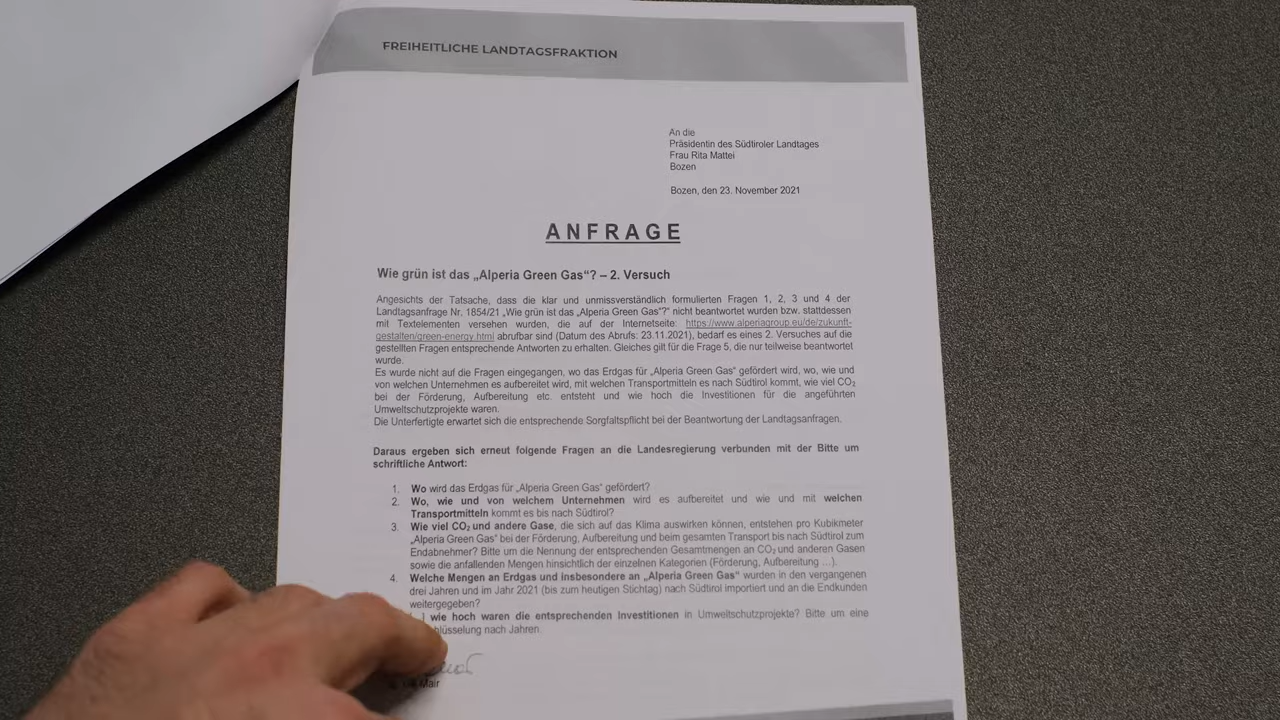 FREIHEITLICHE LANDTAGSFRAKTION
An die
Präsidentin des Südtiroler Landtages
Frau Rita Mattei
Bozen
Bozen, den 23. November 2021
ANFRAGE
Wie grün ist das „Alperia Green Gas“? – 2. Versuch
Angesichts der Tatsache, dass die klar und unmissverständlich formulierten Fragen 1, 2, 3 und 4 der
Landtagsanfrage Nr. 1854/21 „Wie grün ist das „Alperia Green Gas“?“ nicht beantwortet wurden bzw. stattdessen
mit Textelementen versehen wurden, die auf der Internetseite: https://www.alperiagroup.eu/de/zukunft-
gestalten/green-energy.html abrufbar sind (Datum des Abrufs: 23.11.2021), bedarf es eines 2. Versuches auf die
gestellten Fragen entsprechende Antworten zu erhalten. Gleiches gilt für die Frage 5, die nur teilweise beantwortet
wurde.
Es wurde nicht auf die Fragen eingegangen, wo das Erdgas für „Alperia Green Gas“ gefördert wird, wo, wie und
von welchen Unternehmen es aufbereitet wird, mit welchen Transportmitteln es nach Südtirol kommt, wie viel CO₂
bei der Förderung, Aufbereitung etc. entsteht und wie hoch die Investitionen für die angeführten
Umweltschutzprojekte waren.
Die Unterfertigte erwartet sich die entsprechende Sorgfaltspflicht bei der Beantwortung der Landtagsanfragen.
Daraus ergeben sich erneut folgende Fragen an die Landesregierung verbunden mit der Bitte um
schriftliche Antwort:
1. Wo wird das Erdgas für „Alperia Green Gas“ gefördert?
2. Wo, wie und von welchem Unternehmen wird es aufbereitet und wie und mit welchen
Transportmitteln kommt es bis nach Südtirol?
3. Wie viel CO₂ und andere Gase, die sich auf das Klima auswirken können, entstehen pro Kubikmeter
„Alperia Green Gas“ bei der Förderung, Aufbereitung und beim gesamten Transport bis nach Südtirol zum
Endabnehmer? Bitte um die Nennung der entsprechenden Gesamtmengen an CO₂ und anderen Gasen
sowie die anfallenden Mengen hinsichtlich der einzelnen Kategorien (Förderung, Aufbereitung …).
4. Welche Mengen an Erdgas und insbesondere an „Alperia Green Gas“ wurden in den vergangenen
drei Jahren und im Jahr 2021 (bis zum heutigen Stichtag) nach Südtirol importiert und an die Endkunden
weitergegeben?
wie hoch waren die entsprechenden Investitionen in Umweltschutzprojekte? Bitte um eine
nach Jahren.
Mair